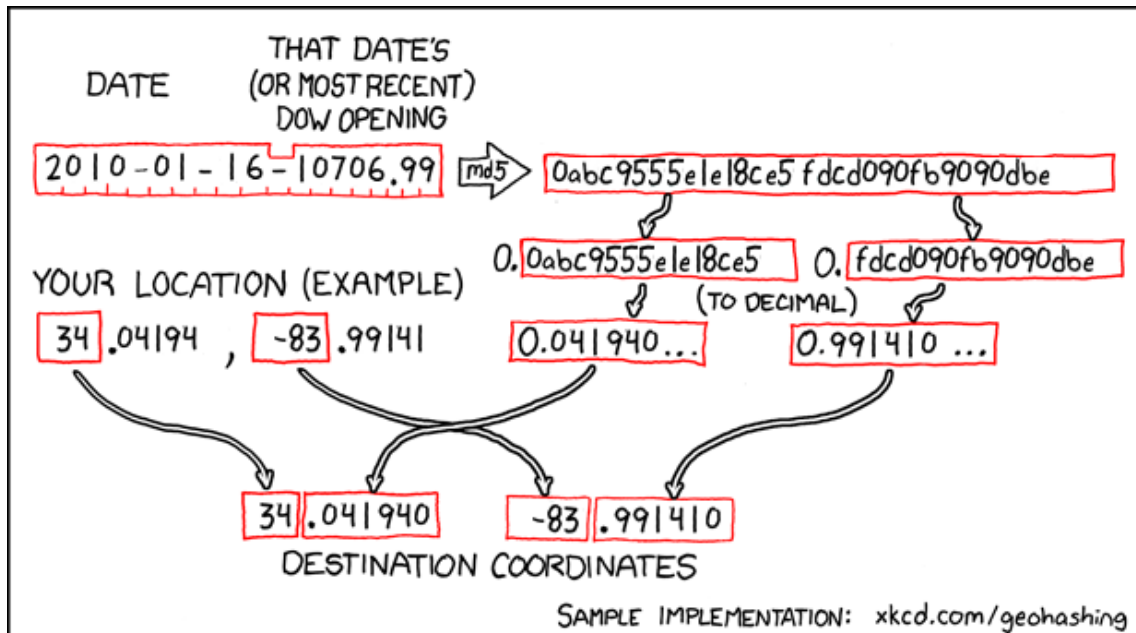 DATE
THAT DATE'S
(OR MOST RECENT)
DOW OPENING
2010-01-16-10706.99
md5
0abc9555e1e18ce5fdcd090fb9090dbe
0.0abc9555e1e18ce5
0.fdcd090fb9090dbe
YOUR LOCATION (EXAMPLE)
(TO DECIMAL)
34.04194, -83.99141
0.041940...
0.991410...
34.041940
-83.991410
DESTINATION COORDINATES
SAMPLE IMPLEMENTATION: xkcd.com/geohashing